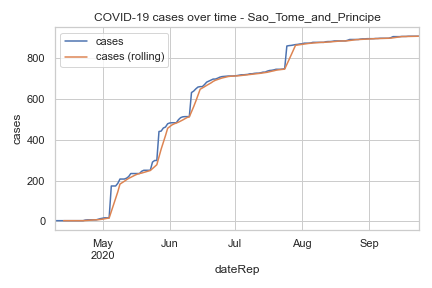 COVID-19 cases over time - Sao_Tome_and_Principe
cases
cases (rolling)
800
600
400
200
0
cases
May
2020
Jun
Jul
Aug
Sep
dateRep